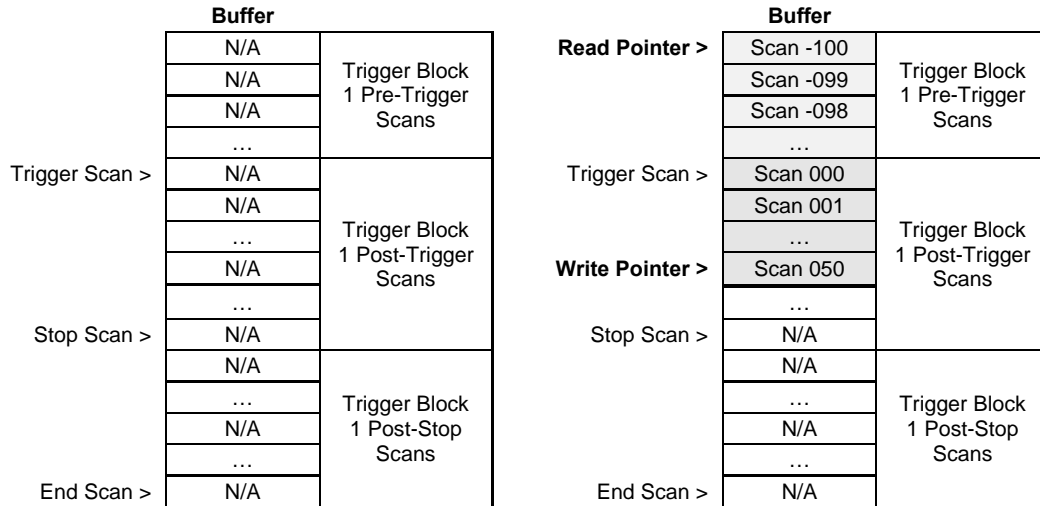 Buffer
N/A
N/A
N/A
…
Trigger Scan > N/A
N/A
…
N/A
…
Stop Scan > N/A
N/A
…
N/A
…
End Scan > N/A
Trigger Block
1 Pre-Trigger
Scans
Trigger Block
1 Post-Trigger
Scans
Trigger Block
1 Post-Stop
Scans
Buffer
Read Pointer > Scan -100
Scan -099
Scan -098
…
Trigger Scan > Scan 000
Scan 001
…
Write Pointer > Scan 050
…
Stop Scan > N/A
N/A
…
N/A
…
End Scan > N/A
Trigger Block
1 Pre-Trigger
Scans
Trigger Block
1 Post-Trigger
Scans
Trigger Block
1 Post-Stop
Scans